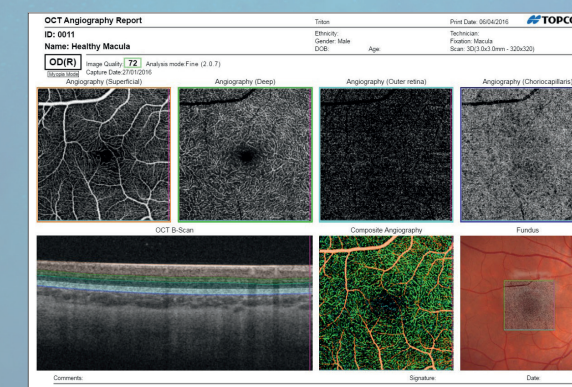 OCT Angiography Report
Triton
Print Date: 06/04/2016
TOPCO
ID: 0011
Ethnicity:
Technician:
Gender: Male
Fixation: Macula
Name: Healthy Macula
DOB:
Age:
Scan: 3D(3.0x3.0mm - 320x320)
OD(R)
Image Quality: 72
Analysis mode:Fine (2.0.7)
Myopie Mode
Capture Date:27/01/2016
Angiography (Superficial)
Angiography (Deep)
Angiography (Outer retina)
Angiography (Choriocapillaris)
OCT B-Scan
Composite Angiography
Fundus
Comments:
Signature:
Date: